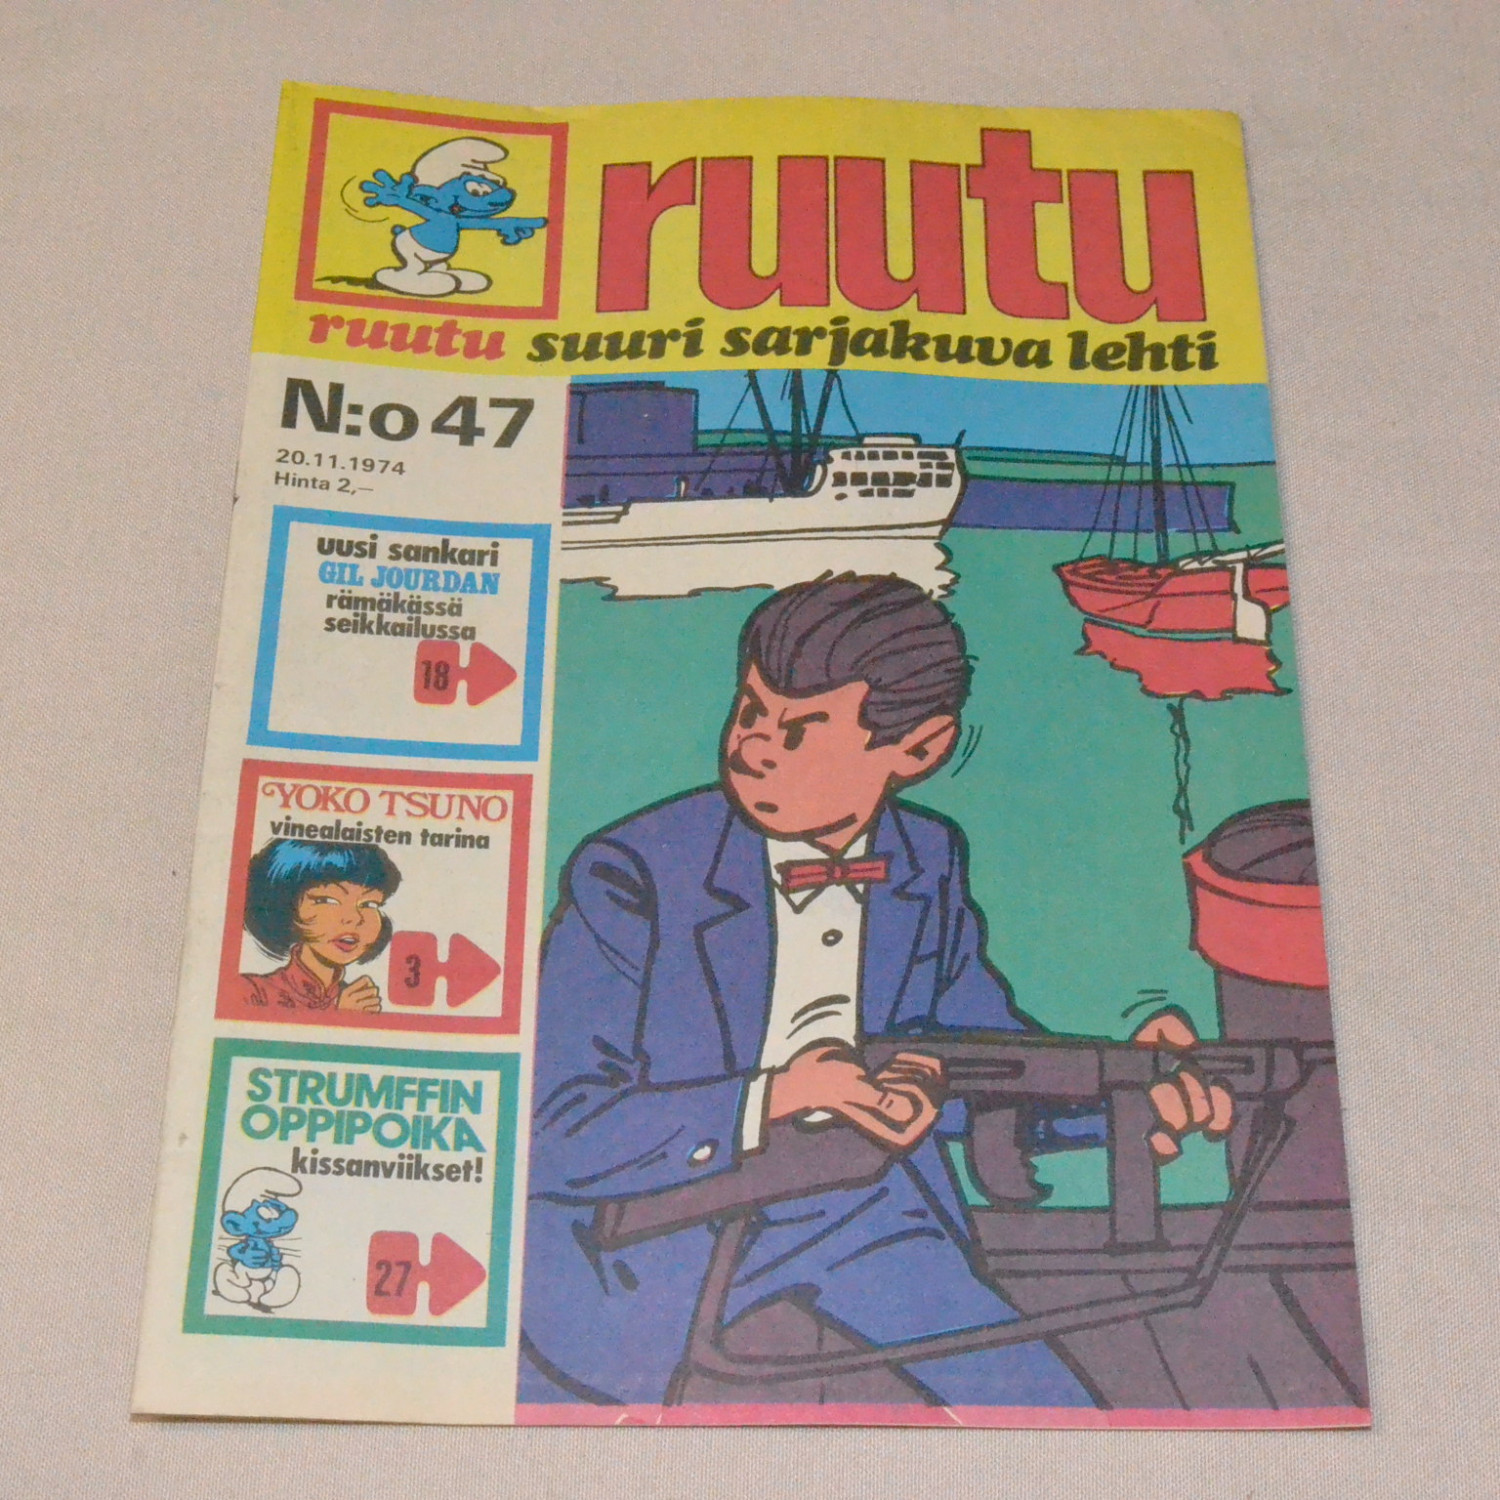 ruutu
ruutu suuri sarjakuva lehti
N:o 47
20.11.1974
Hinta 2,—
uusi sankari
GIL JOURDAN
rämäkässä
seikkailussa
18
YOKO TSUNO
vinealaisten tarina
3
STRUMFFIN
OPPIPOIKA
kissanviikset!
27